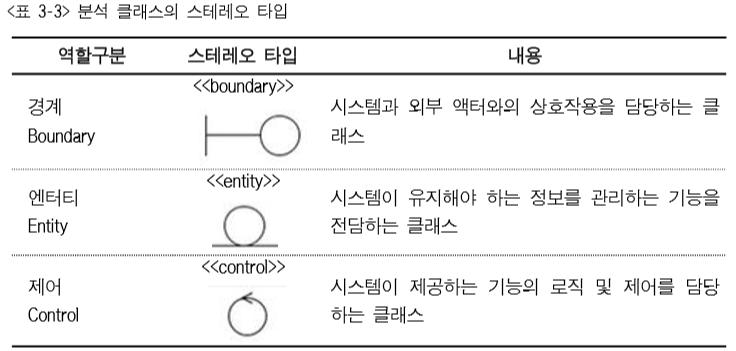 <표 3-3> 분석 클래스의 스테레오 타입
역할구분 스테레오 타입 내용
<<boundary>>
경계
Boundary
시스템과 외부 액터와의 상호작용을 담당하는 클
래스
<<entity>>
엔터티
Entity
시스템이 유지해야 하는 정보를 관리하는 기능을
전담하는 클래스
<<control>>
제어
Control
시스템이 제공하는 기능의 로직 및 제어를 담당
하는 클래스